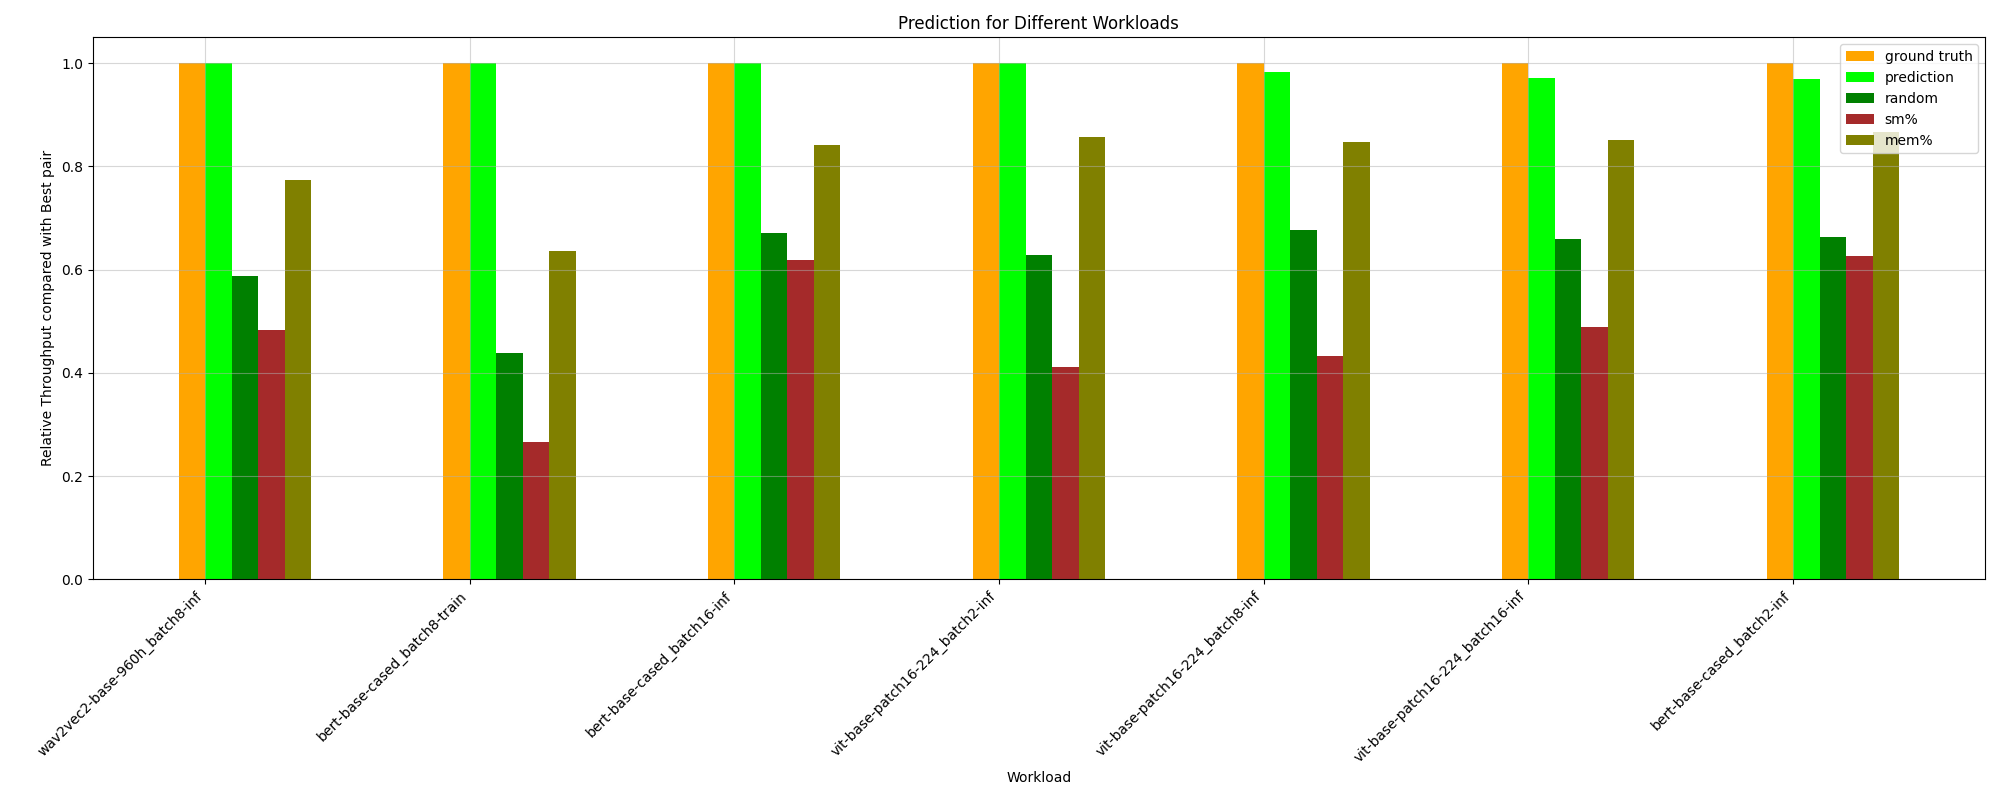 Prediction for Different Workloads
Relative Throughput compared with Best pair
1.0
0.8
0.6
0.4
0.2
0.0
ground truth
prediction
random
sm%
mem%
wav2vec2-base-960h_batch8-inf
bert-base-cased_batch8-train
bert-base-cased_batch16-inf
vit-base-patch16-224_batch2-inf
vit-base-patch16-224_batch8-inf
vit-base-patch16-224_batch16-inf
bert-base-cased_batch2-inf
Workload